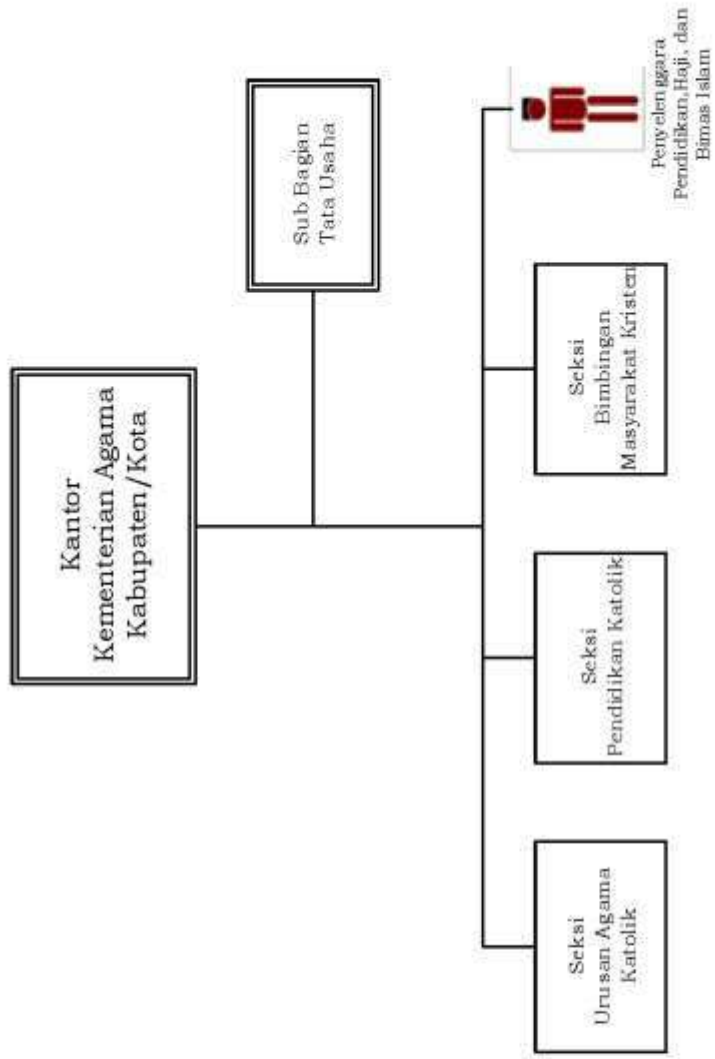 Kantor
Kementerian Agama
Kabupaten/Kota
Sub Bagian
Tata Usaha
Seksi
Urusan Agama
Katolik
Seksi
Pendidikan Katolik
Seksi
Bimbingan
Masyarakat Kristen
Penyelenggara
Pendidikan,Haji, dan
Bimas Islam